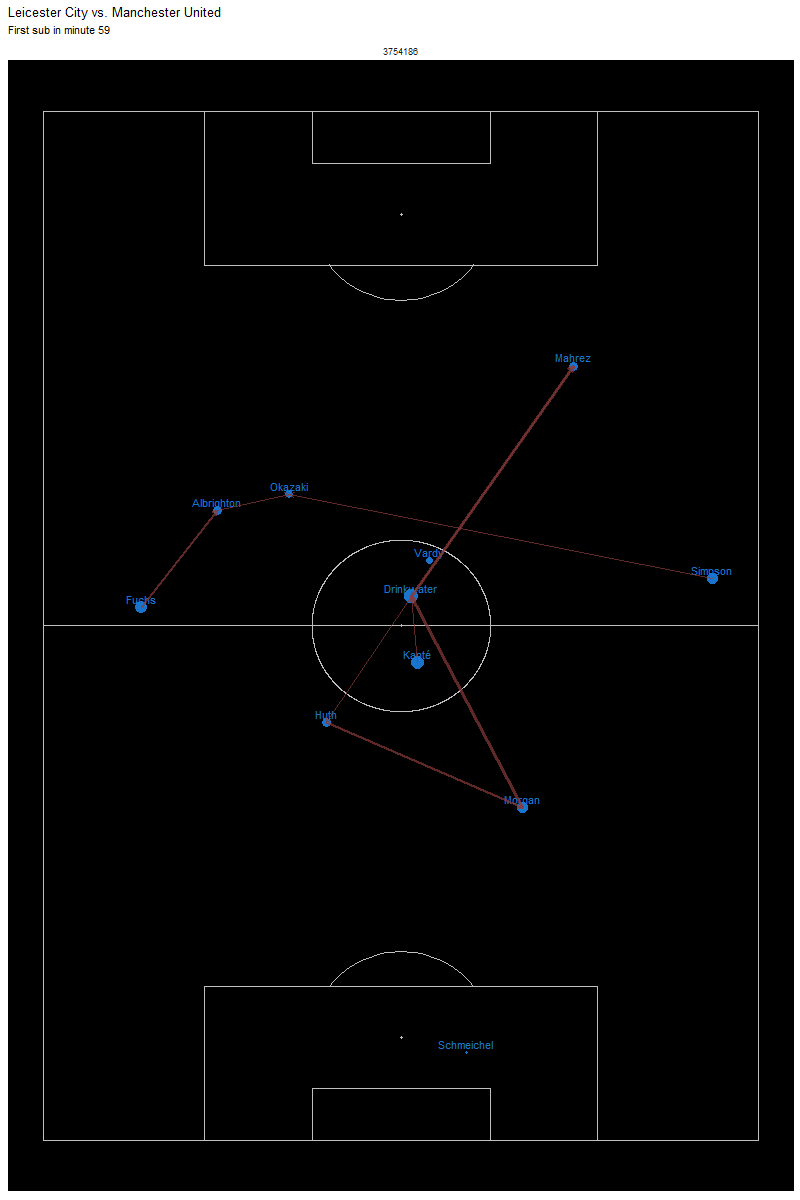 Leicester City vs. Manchester United
First sub in minute 59
3754186
Mahrez
Okazaki
Albrighton
Vardy
Simpson
Drinkwater
Fuchs
Kanté
Huth
Morgan
Schmeichel